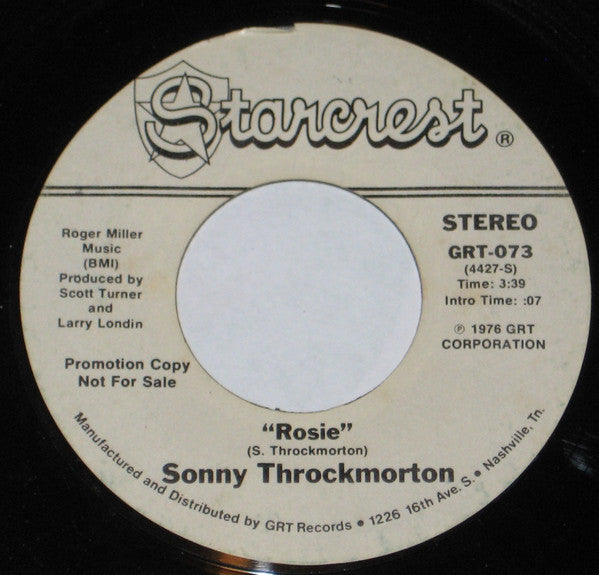 Starcrest ®
Roger Miller
Music
(BMI)
Produced by
Scott Turner
and
Larry Londin
Promotion Copy
Not For Sale
STEREO
GRT-073
(4427-S)
Time: 3:39
Intro Time: :07
℗ 1976 GRT
CORPORATION
"Rosie"
(S. Throckmorton)
Sonny Throckmorton
Manufactured and Distributed by GRT Records • 1226 16th Ave. S. • Nashville, Tn.